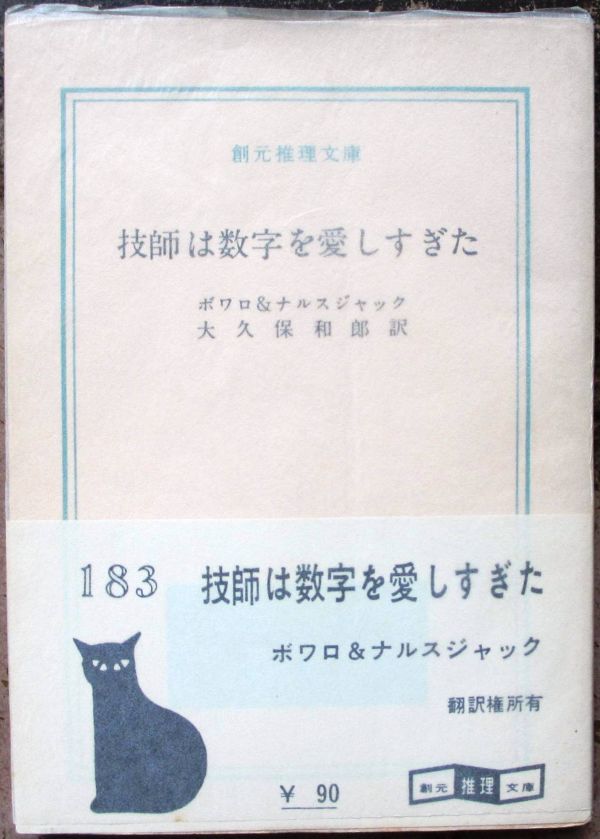 創元推理文庫
技師は数字を愛しすぎた
ボワロ&ナルスジャック
大久保和郎訳
183 技師は数字を愛しすぎた
ボワロ&ナルスジャック
翻訳権所有
¥ 90
創元推理文庫